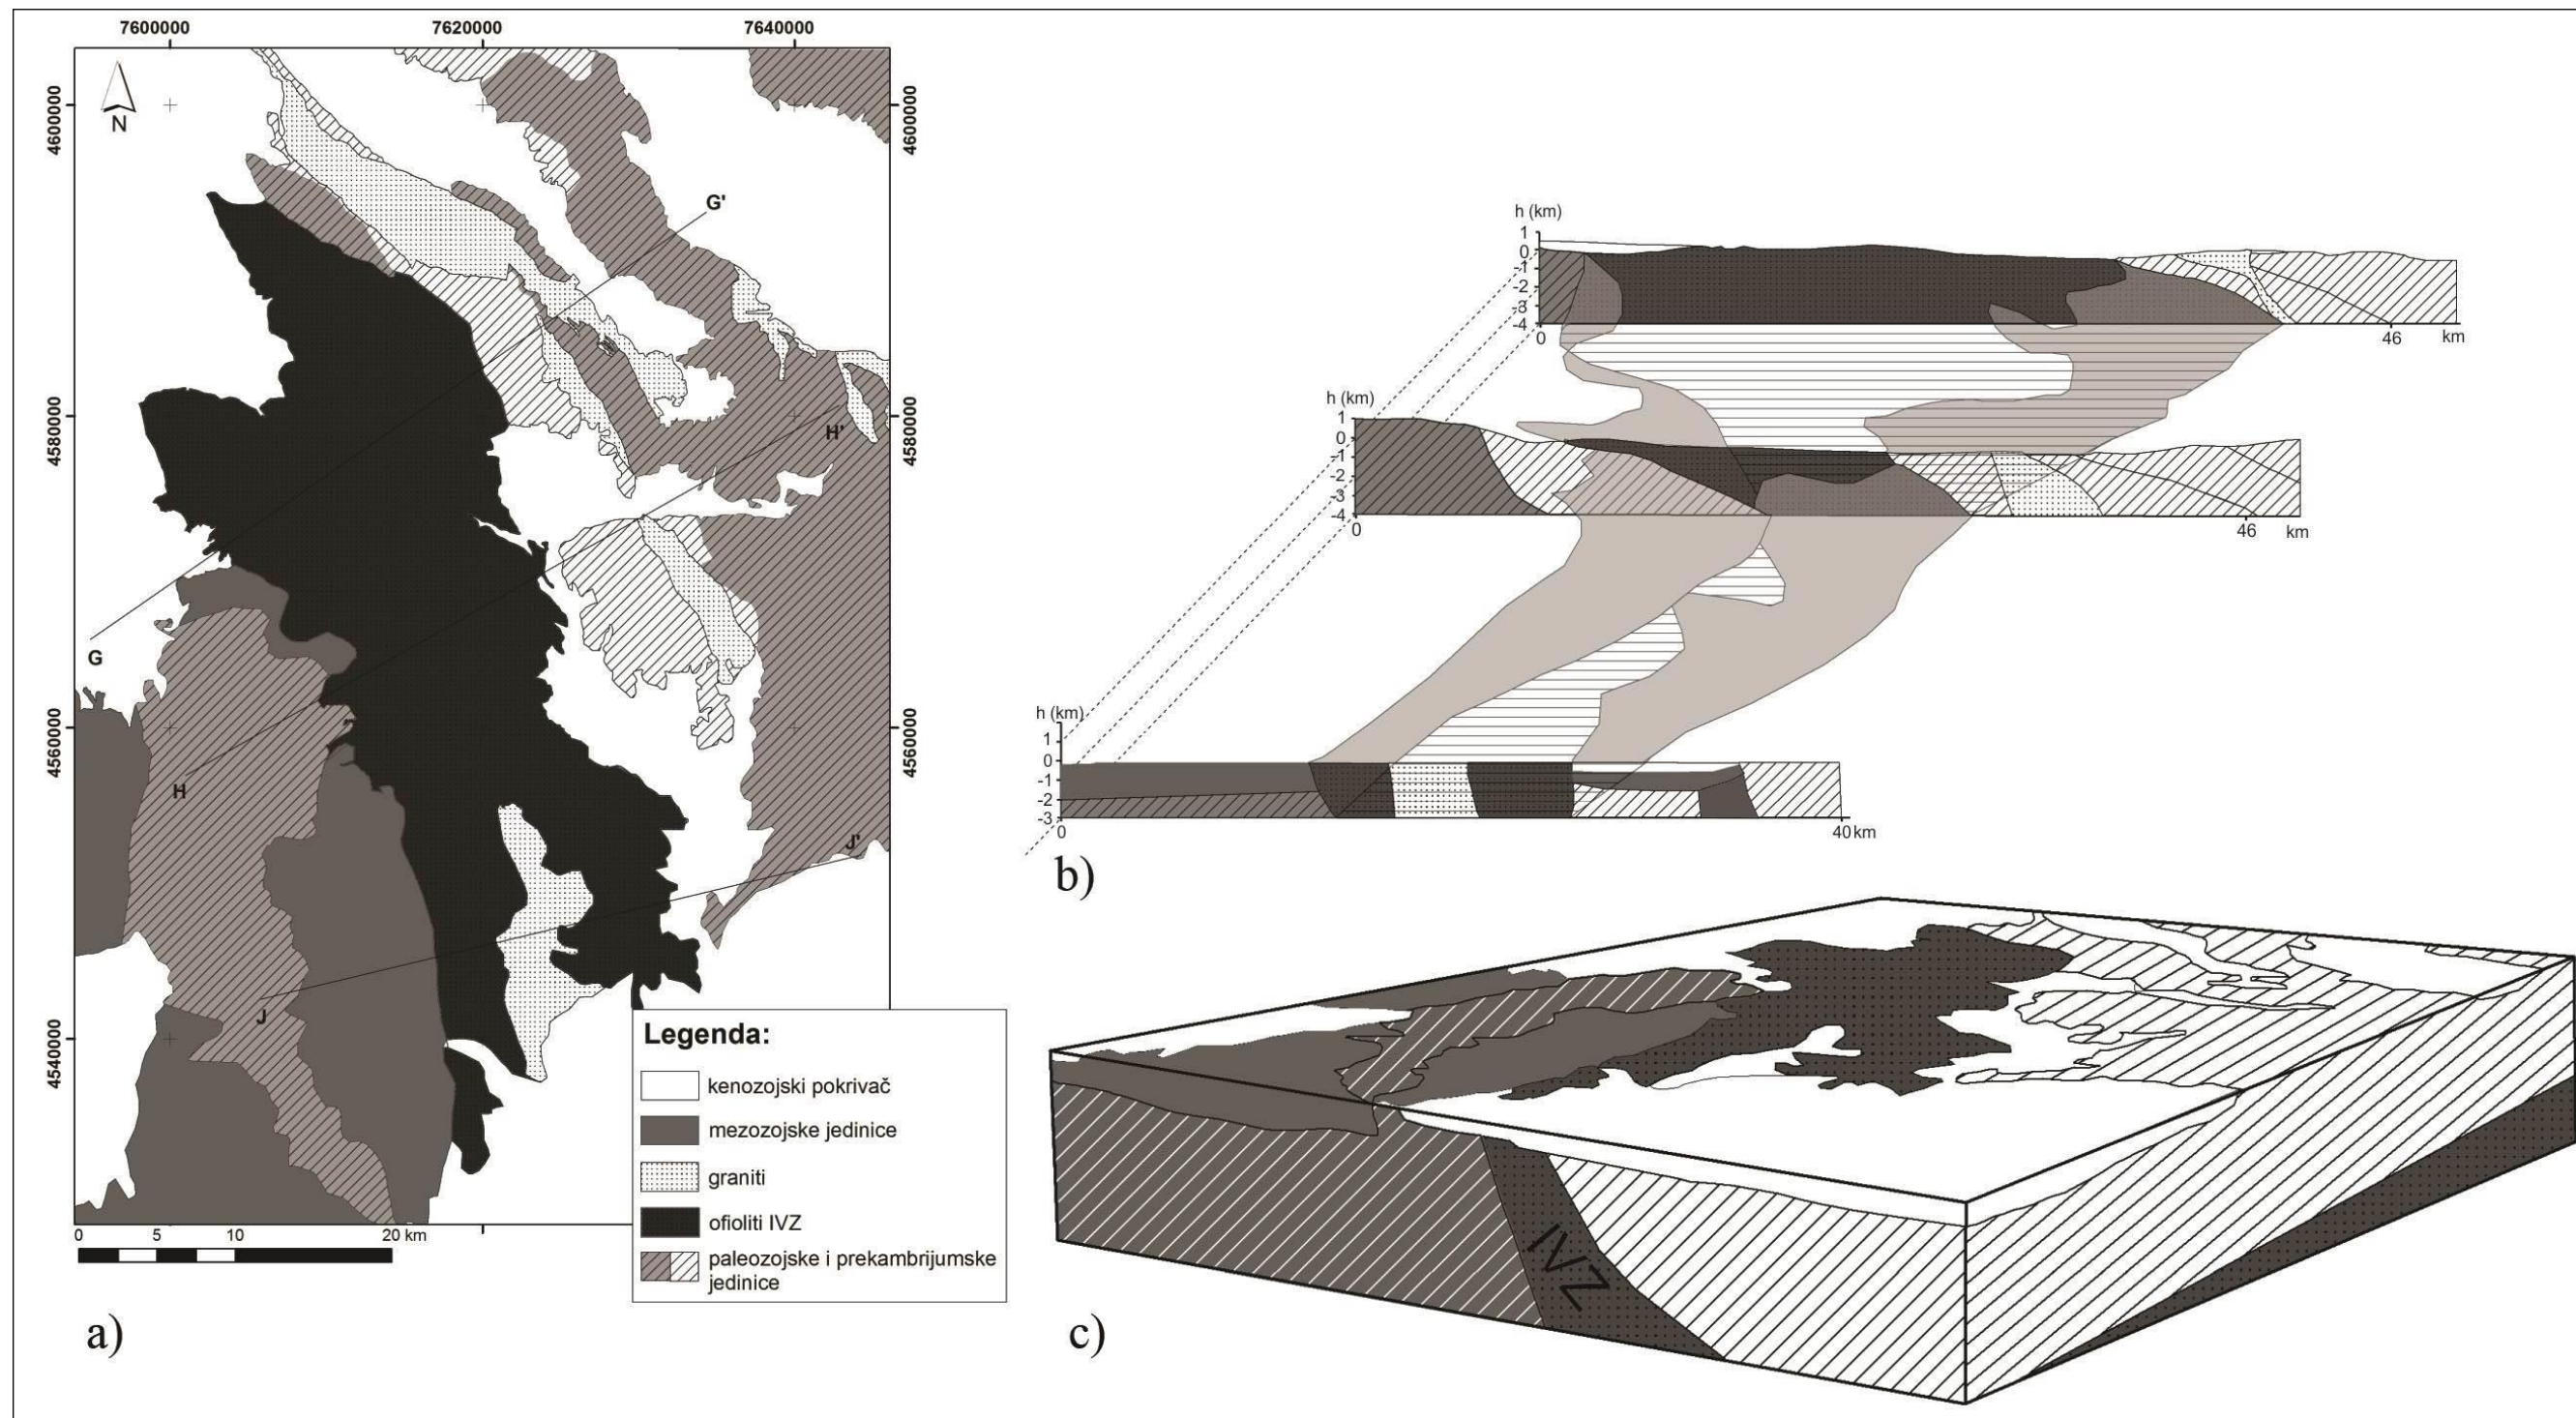 7600000 7620000 7640000
N
4600000
4580000
4560000
4540000
4600000
4580000
4560000
G'
H'
G
H
J'
J
Legenda:
kenozojski pokrivač
mezozojske jedinice
graniti
ofioliti IVZ
paleozojske i prekambrijumske
jedinice
0 5 10 20 km
a)
h (km)
1
0
-1
-2
-3
-4
0 46 km
h (km)
1
0
-1
-2
-3
-4
0 46 km
h (km)
1
0
-1
-2
-3
0 40 km
b)
IVZ
c)